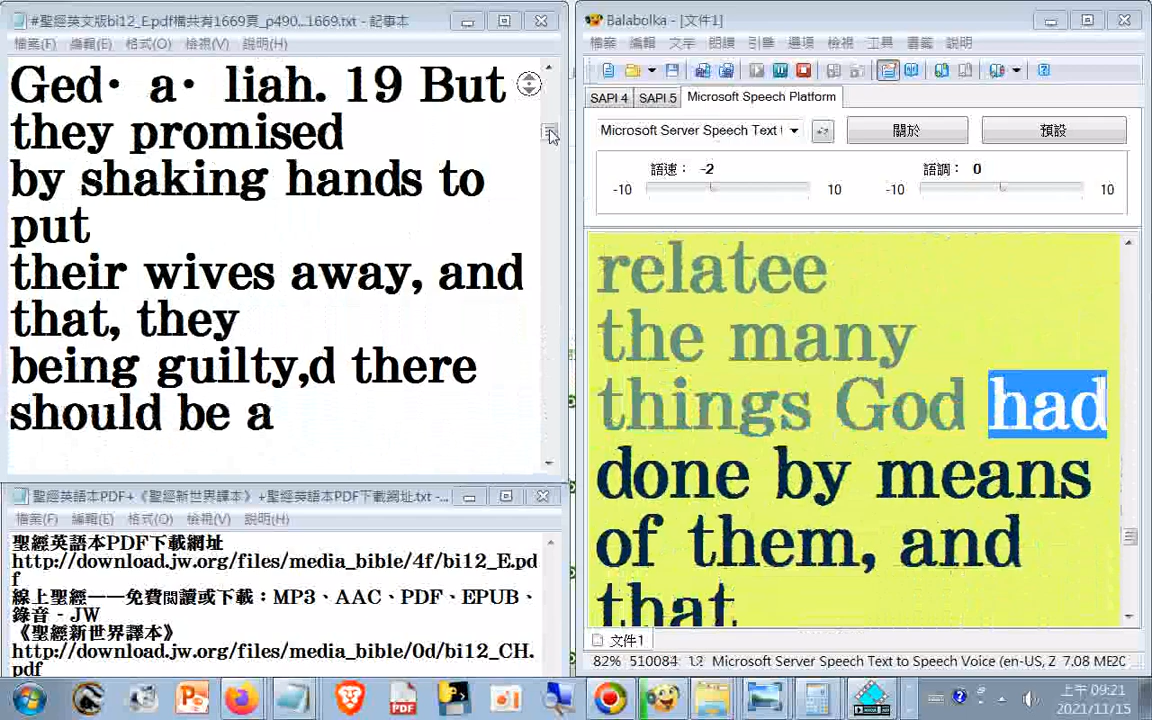 #聖經英文版bi12_E.pdf檔共有1669頁_p490...1669.txt - 記事本
檔案(F) 編輯(E) 格式(O) 檢視(V) 說明(H)
Ged· a· liah. 19 But
they promised
by shaking hands to
put
their wives away, and
that, they
being guilty,d there
should be a
聖經英語本PDF+《聖經新世界譯本》+聖經英語本PDF下載網址.txt - ...
檔案(F) 編輯(E) 格式(O) 檢視(V) 說明(H)
聖經英語本PDF下載網址
http://download.jw.org/files/media_bible/4f/bi12_E.pd
f
線上聖經——免費閱讀或下載：MP3、AAC、PDF、EPUB、
錄音 - JW
《聖經新世界譯本》
http://download.jw.org/files/media_bible/0d/bi12_CH.
pdf
Balabolka - [文件1]
檔案 編輯 文字 朗讀 引擎 選項 檢視 工具 書籤 說明
SAPI 4 SAPI 5 Microsoft Speech Platform
Microsoft Server Speech Text t 關於 預設
語速： -2 語調： 0
-10 10 -10 10
relatee
the many
things God had
done by means
of them, and
that
文件1
82% 510084 : 12 Microsoft Server Speech Text to Speech Voice (en-US, Z 7.08 ME20
PDF
上午 09:21
2021/11/15